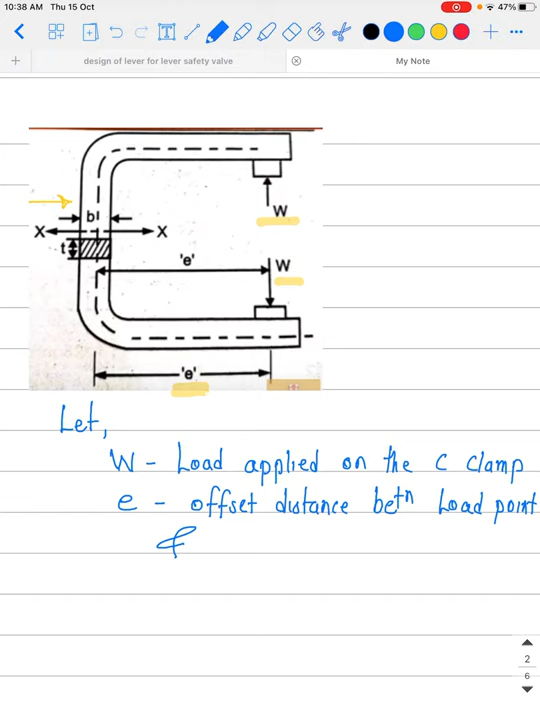 10:38 AM Thu 15 Oct
47%
design of lever for lever safety valve
My Note
W
b
X X
t
'e'
W
'e'
Let,
W - Load applied on the C clamp
e - offset distance betn Load point
&
2
6